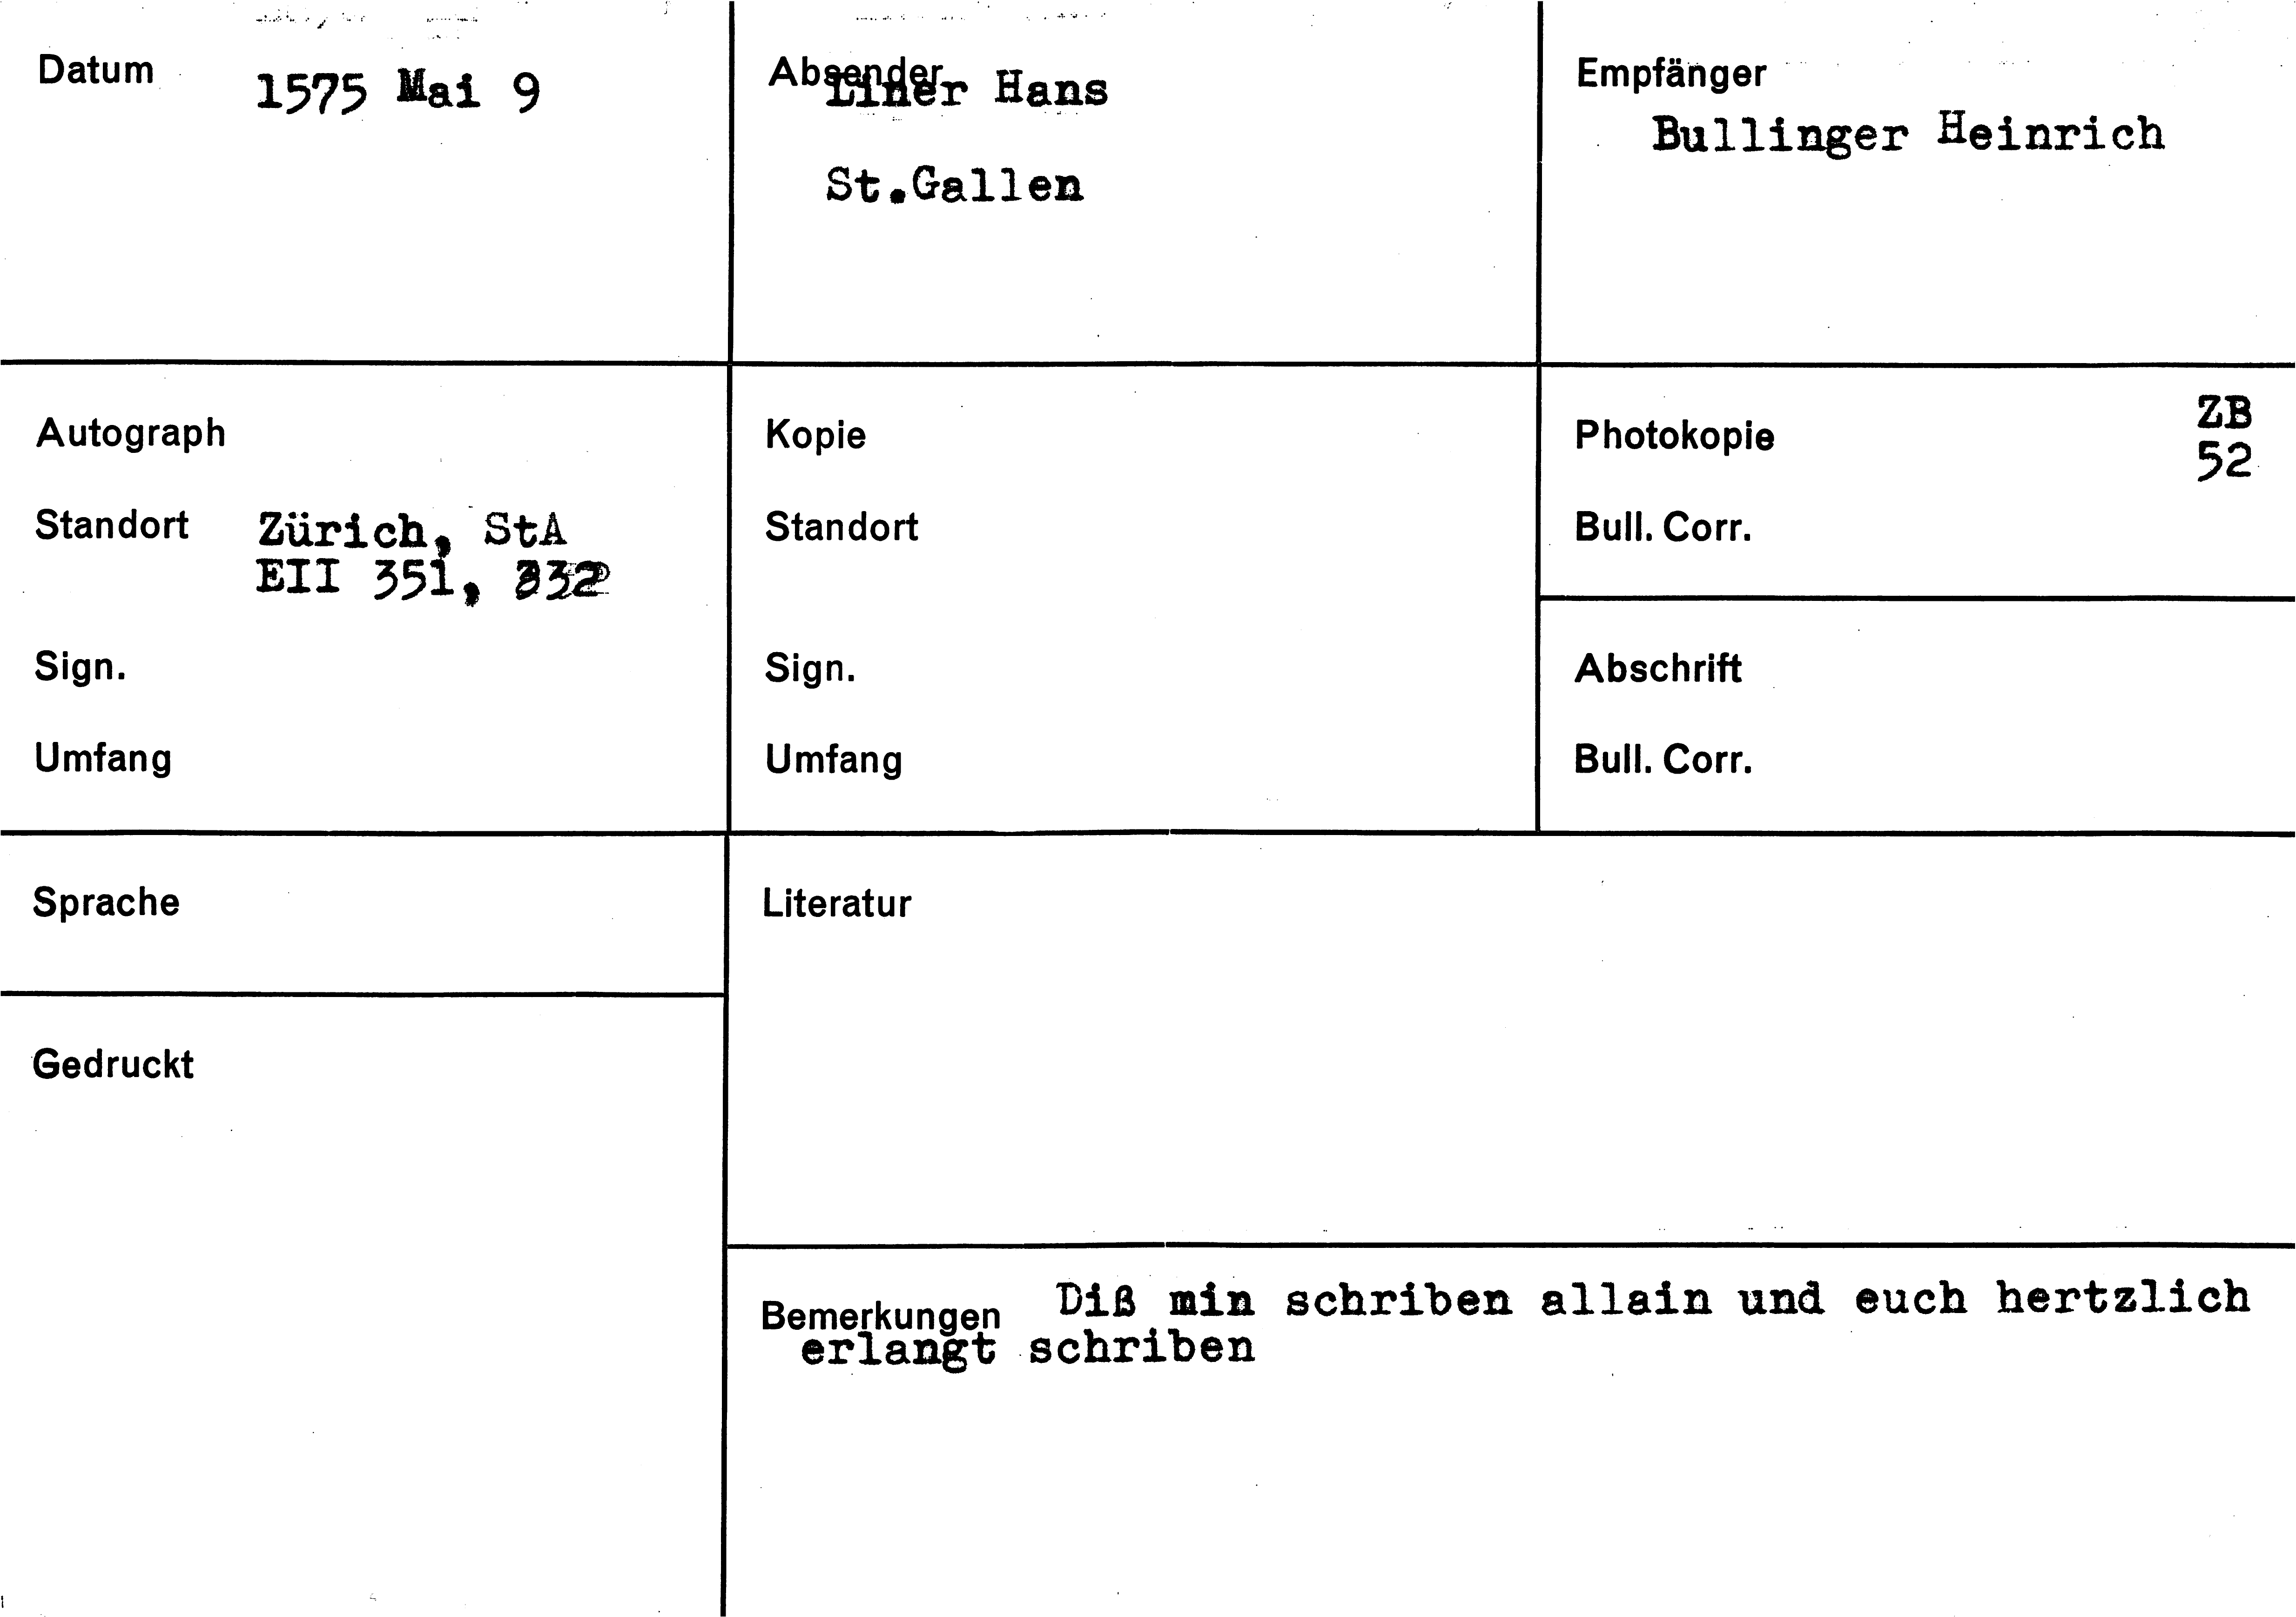 Datum 1575 Mai 9
Absender Liner Hans
St.Gallen
Empfänger
Bullinger Heinrich
Autograph
Standort Zürich, StA
EII 351, 332
Sign.
Umfang
Kopie
Standort
Sign.
Umfang
Photokopie ZB
52
Bull. Corr.
Abschrift
Bull. Corr.
Sprache
Literatur
Gedruckt
Bemerkungen Diß min schriben allain und euch hertzlich
erlangt schriben